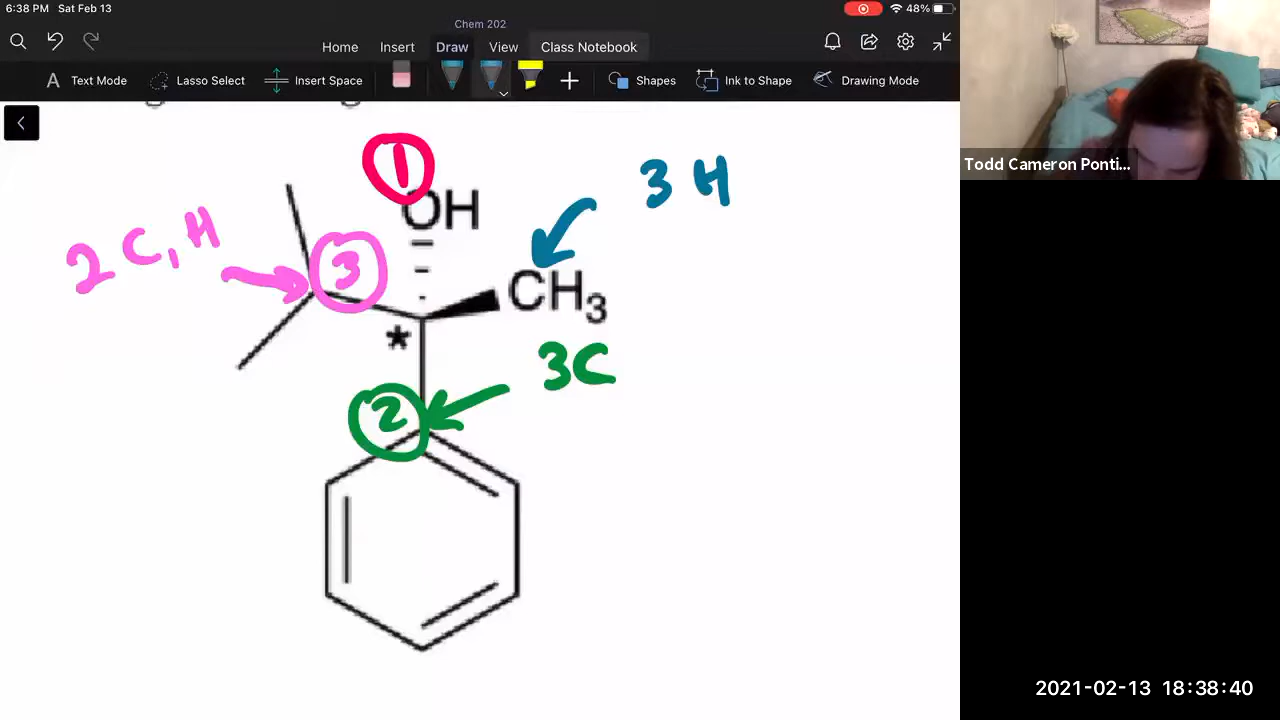 6:38 PM Sat Feb 13
48%
Chem 202
Home Insert Draw View Class Notebook
Text Mode Lasso Select Insert Space Shapes Ink to Shape Drawing Mode
Todd Cameron Ponti...
1
OH
3 H
2 C, H
3
CH3
*
3C
2
2021-02-13 18:38:40